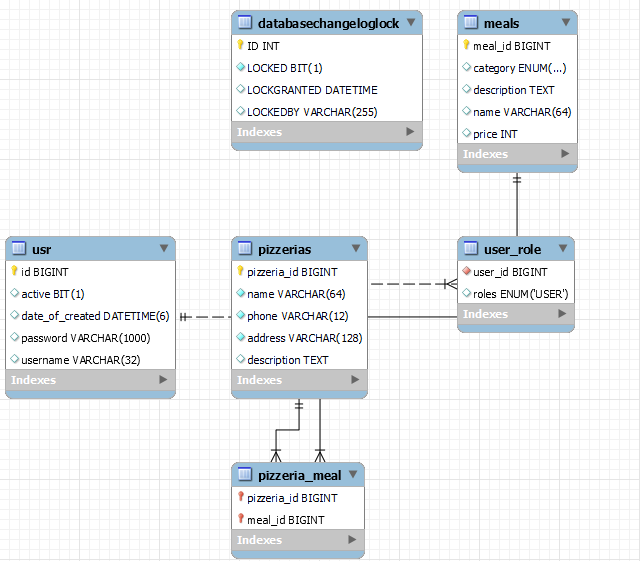 databasechangeloglock
ID INT
LOCKED BIT(1)
LOCKGRANTED DATETIME
LOCKEDBY VARCHAR(255)
Indexes
meals
meal_id BIGINT
category ENUM(...)
description TEXT
name VARCHAR(64)
price INT
Indexes
usr
id BIGINT
active BIT(1)
date_of_created DATETIME(6)
password VARCHAR(1000)
username VARCHAR(32)
Indexes
pizzerias
pizzeria_id BIGINT
name VARCHAR(64)
phone VARCHAR(12)
address VARCHAR(128)
description TEXT
Indexes
user_role
user_id BIGINT
roles ENUM('USER')
Indexes
pizzeria_meal
pizzeria_id BIGINT
meal_id BIGINT
Indexes